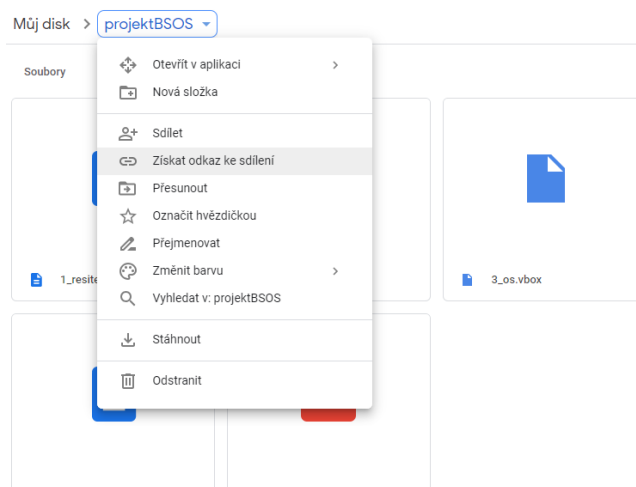 Můj disk > projektBSOS
Soubory
Otevřít v aplikaci
Nová složka
Sdílet
Získat odkaz ke sdílení
Přesunout
Označit hvězdičkou
Přejmenovat
Změnit barvu
Vyhledat v: projektBSOS
Stáhnout
Odstranit
1_resite
3_os.vbox